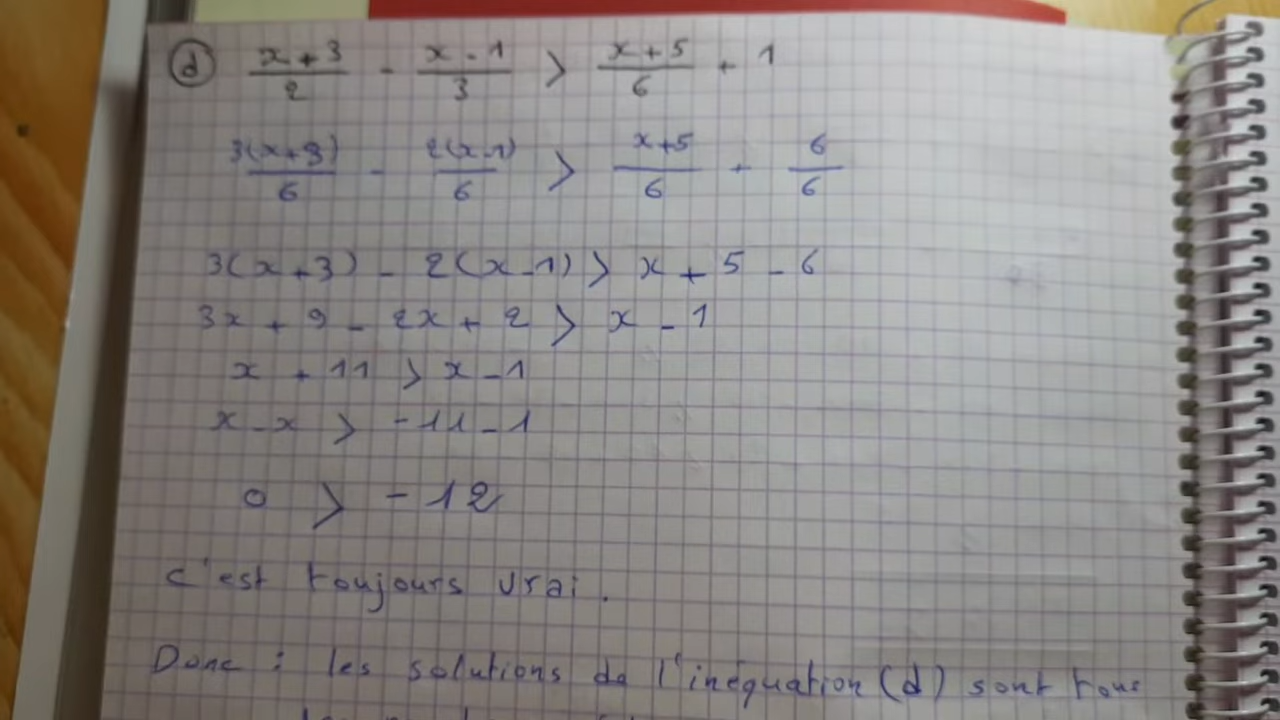 (d) (x + 3)/2 - (x - 1)/3 > (x + 5)/6 + 1
3(x+3)/6 - 2(x-1)/6 > (x+5)/6 - 6/6
3(x+3) - 2(x-1) > x + 5 - 6
3x + 9 - 2x + 2 > x - 1
x + 11 > x - 1
x - x > -11 - 1
0 > -12
c'est toujours vrai.
Donc : les solutions de l'inéquation (d) sont tous